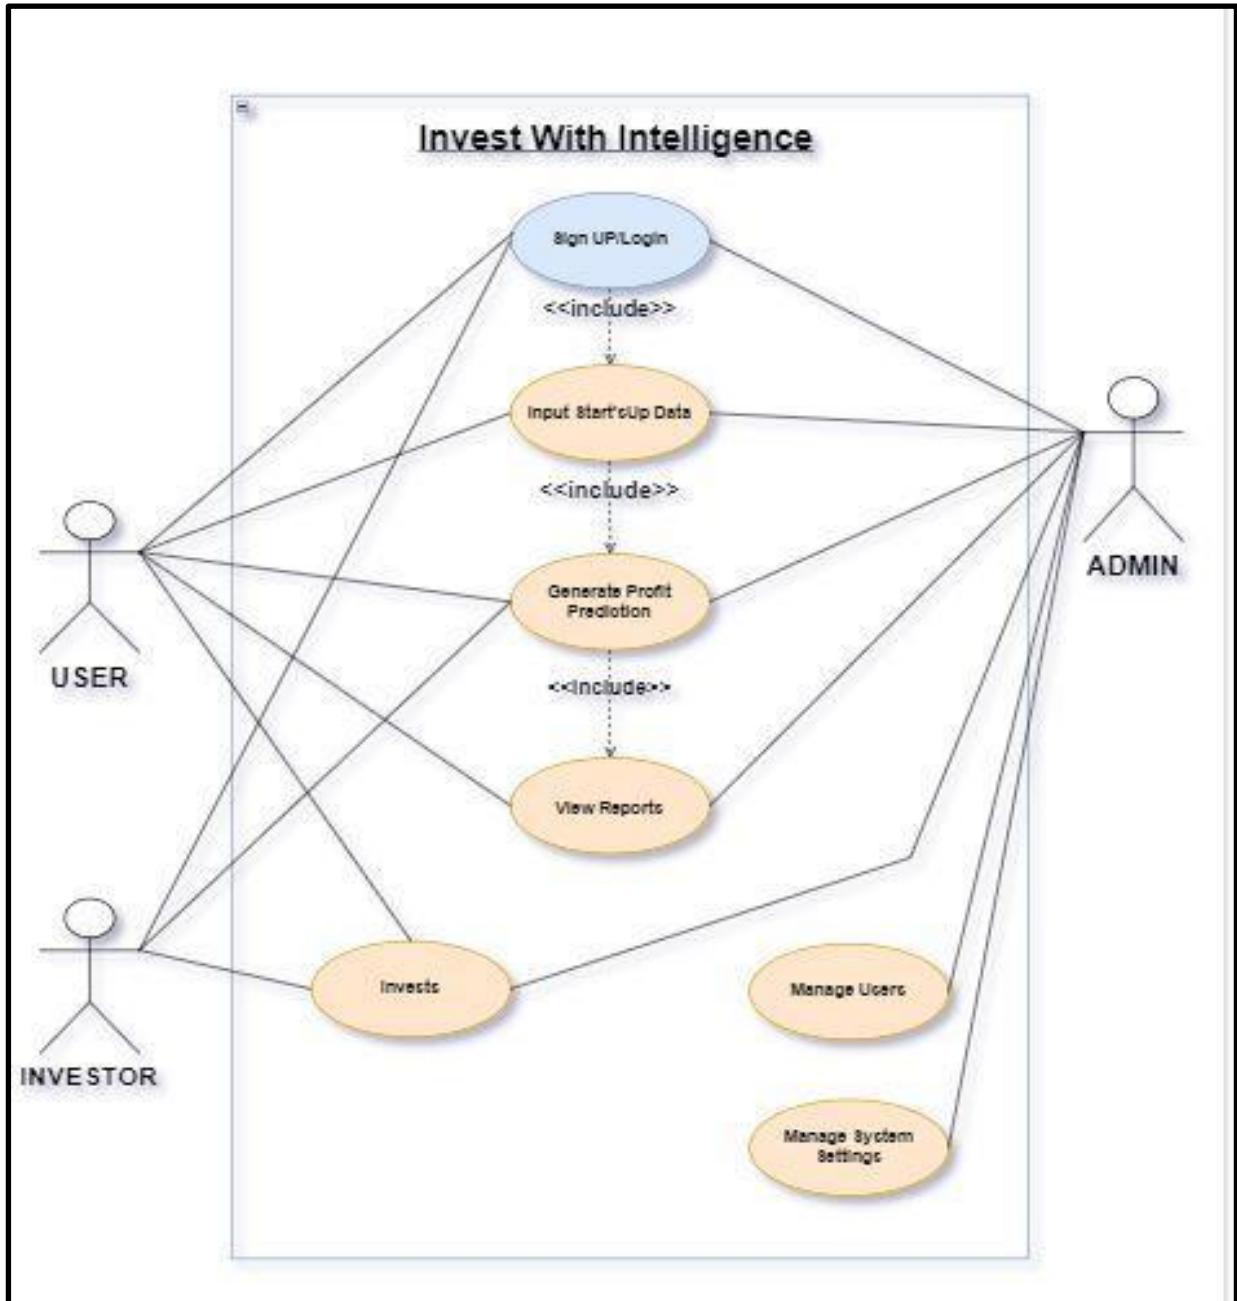 Invest With Intelligence
Sign UP/Login
<<include>>
Input Start'sUp Data
<<include>>
Generate Profit
Prediction
<<include>>
View Reports
USER
ADMIN
Invests
Manage Users
INVESTOR
Manage System
Settings